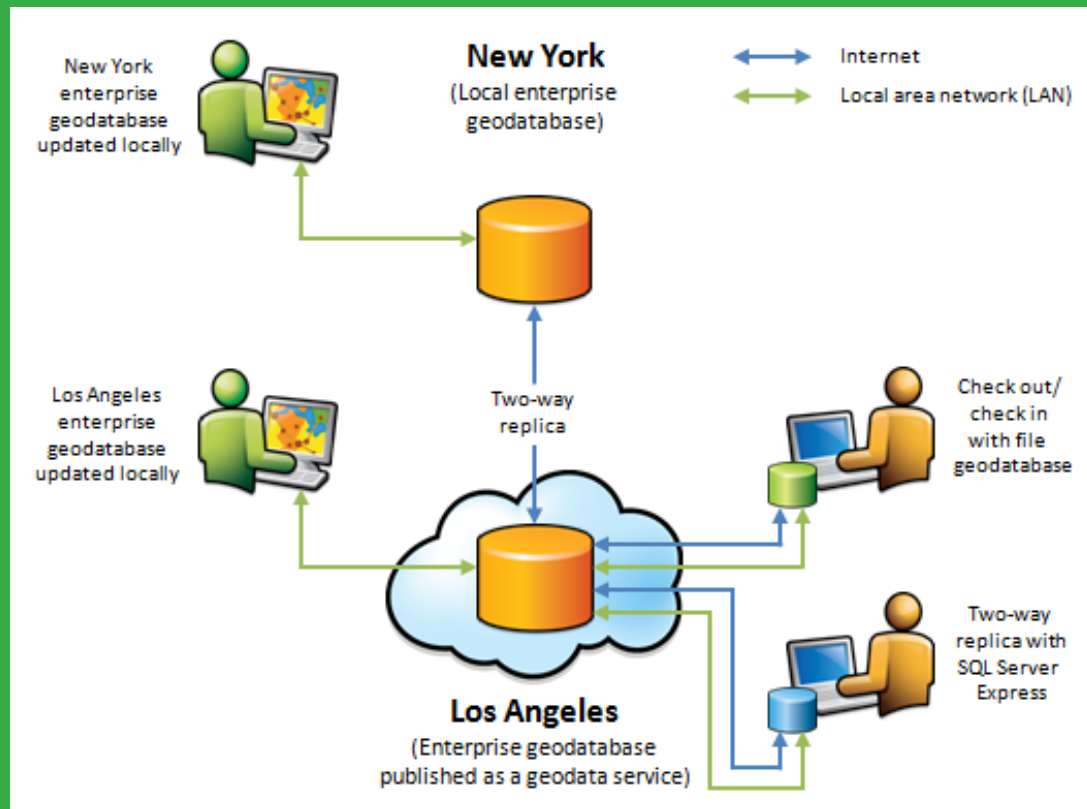 New York
enterprise
geodatabase
updated locally
New York
(Local enterprise
geodatabase)
Internet
Local area network (LAN)
Los Angeles
enterprise
geodatabase
updated locally
Two-way
replica
Check out/
check in
with file
geodatabase
Two-way
replica with
SQL Server
Express
Los Angeles
(Enterprise geodatabase
published as a geodata service)